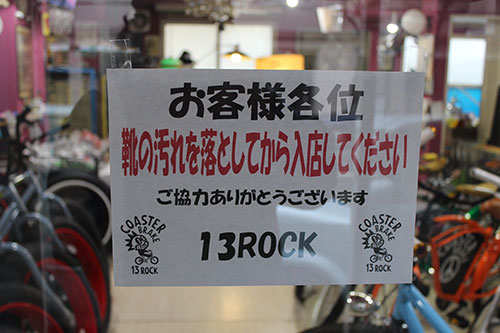 お客様各位
靴の汚れを落としてから入店してください
ご協力ありがとうございます
13ROCK
COASTER
BRAKE
13 ROCK
COASTER
BRAKE
13 ROCK